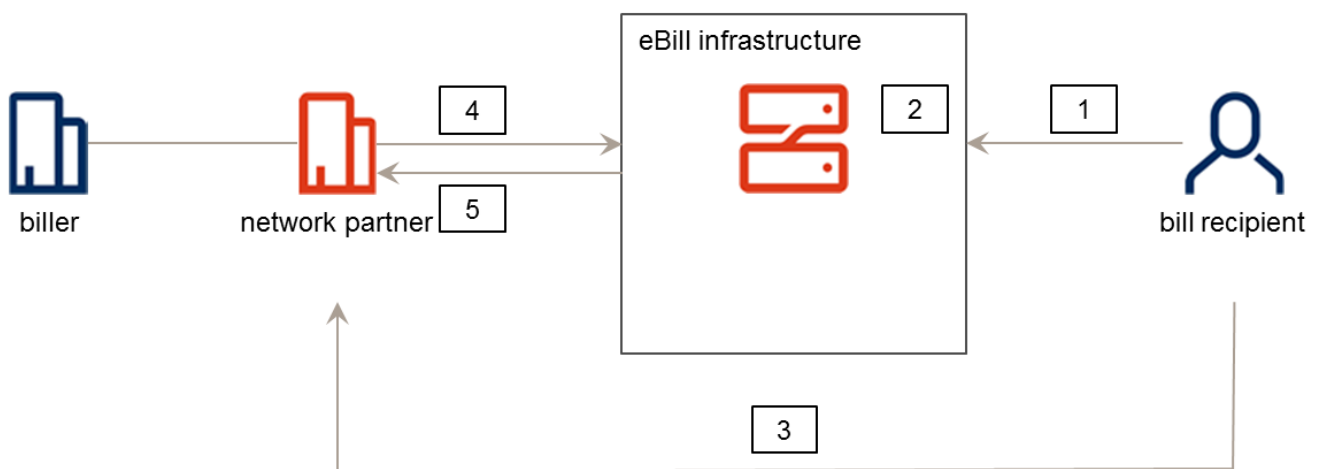 eBill infrastructure
4
2
1
5
biller
network partner
bill recipient
3